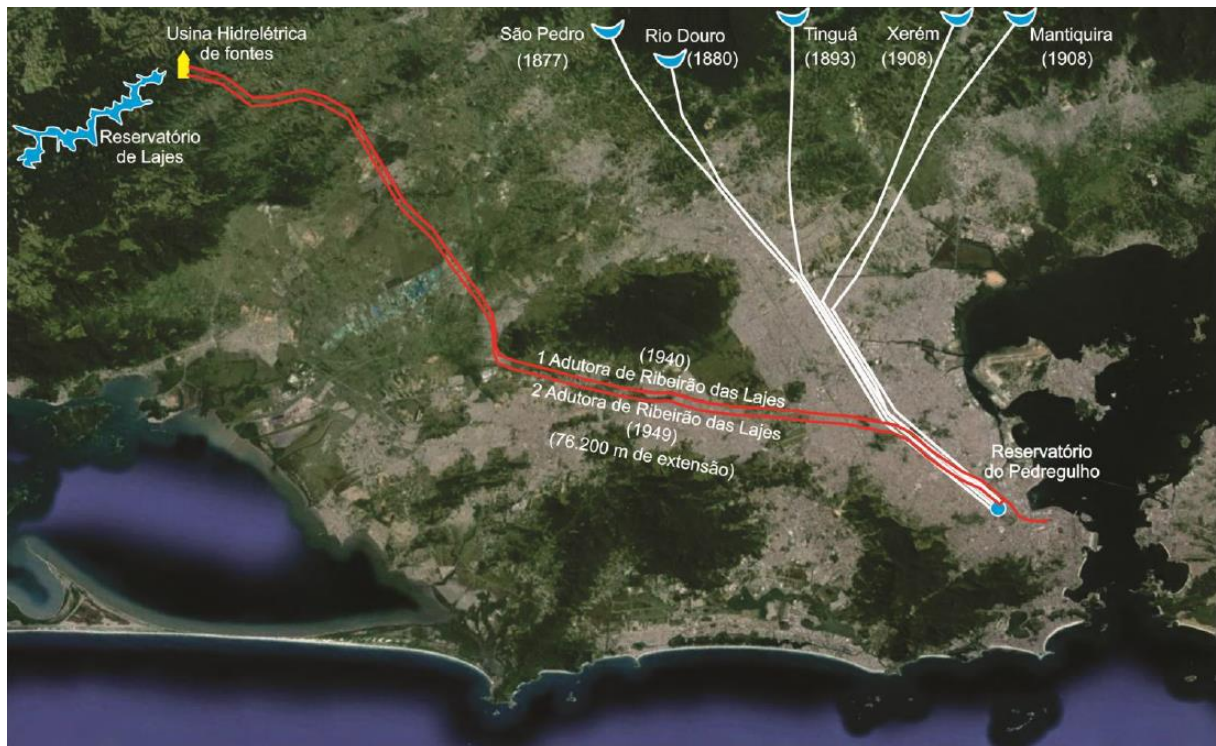 Usina Hidrelétrica
de fontes
Reservatório
de Lajes
São Pedro
(1877)
Rio Douro
(1880)
Tinguá
(1893)
Xerém
(1908)
Mantiquira
(1908)
(1940)
1 Adutora de Ribeirão das Lajes
2 Adutora de Ribeirão das Lajes
(1949)
(76.200 m de extensão)
Reservatório
do Pedregulho